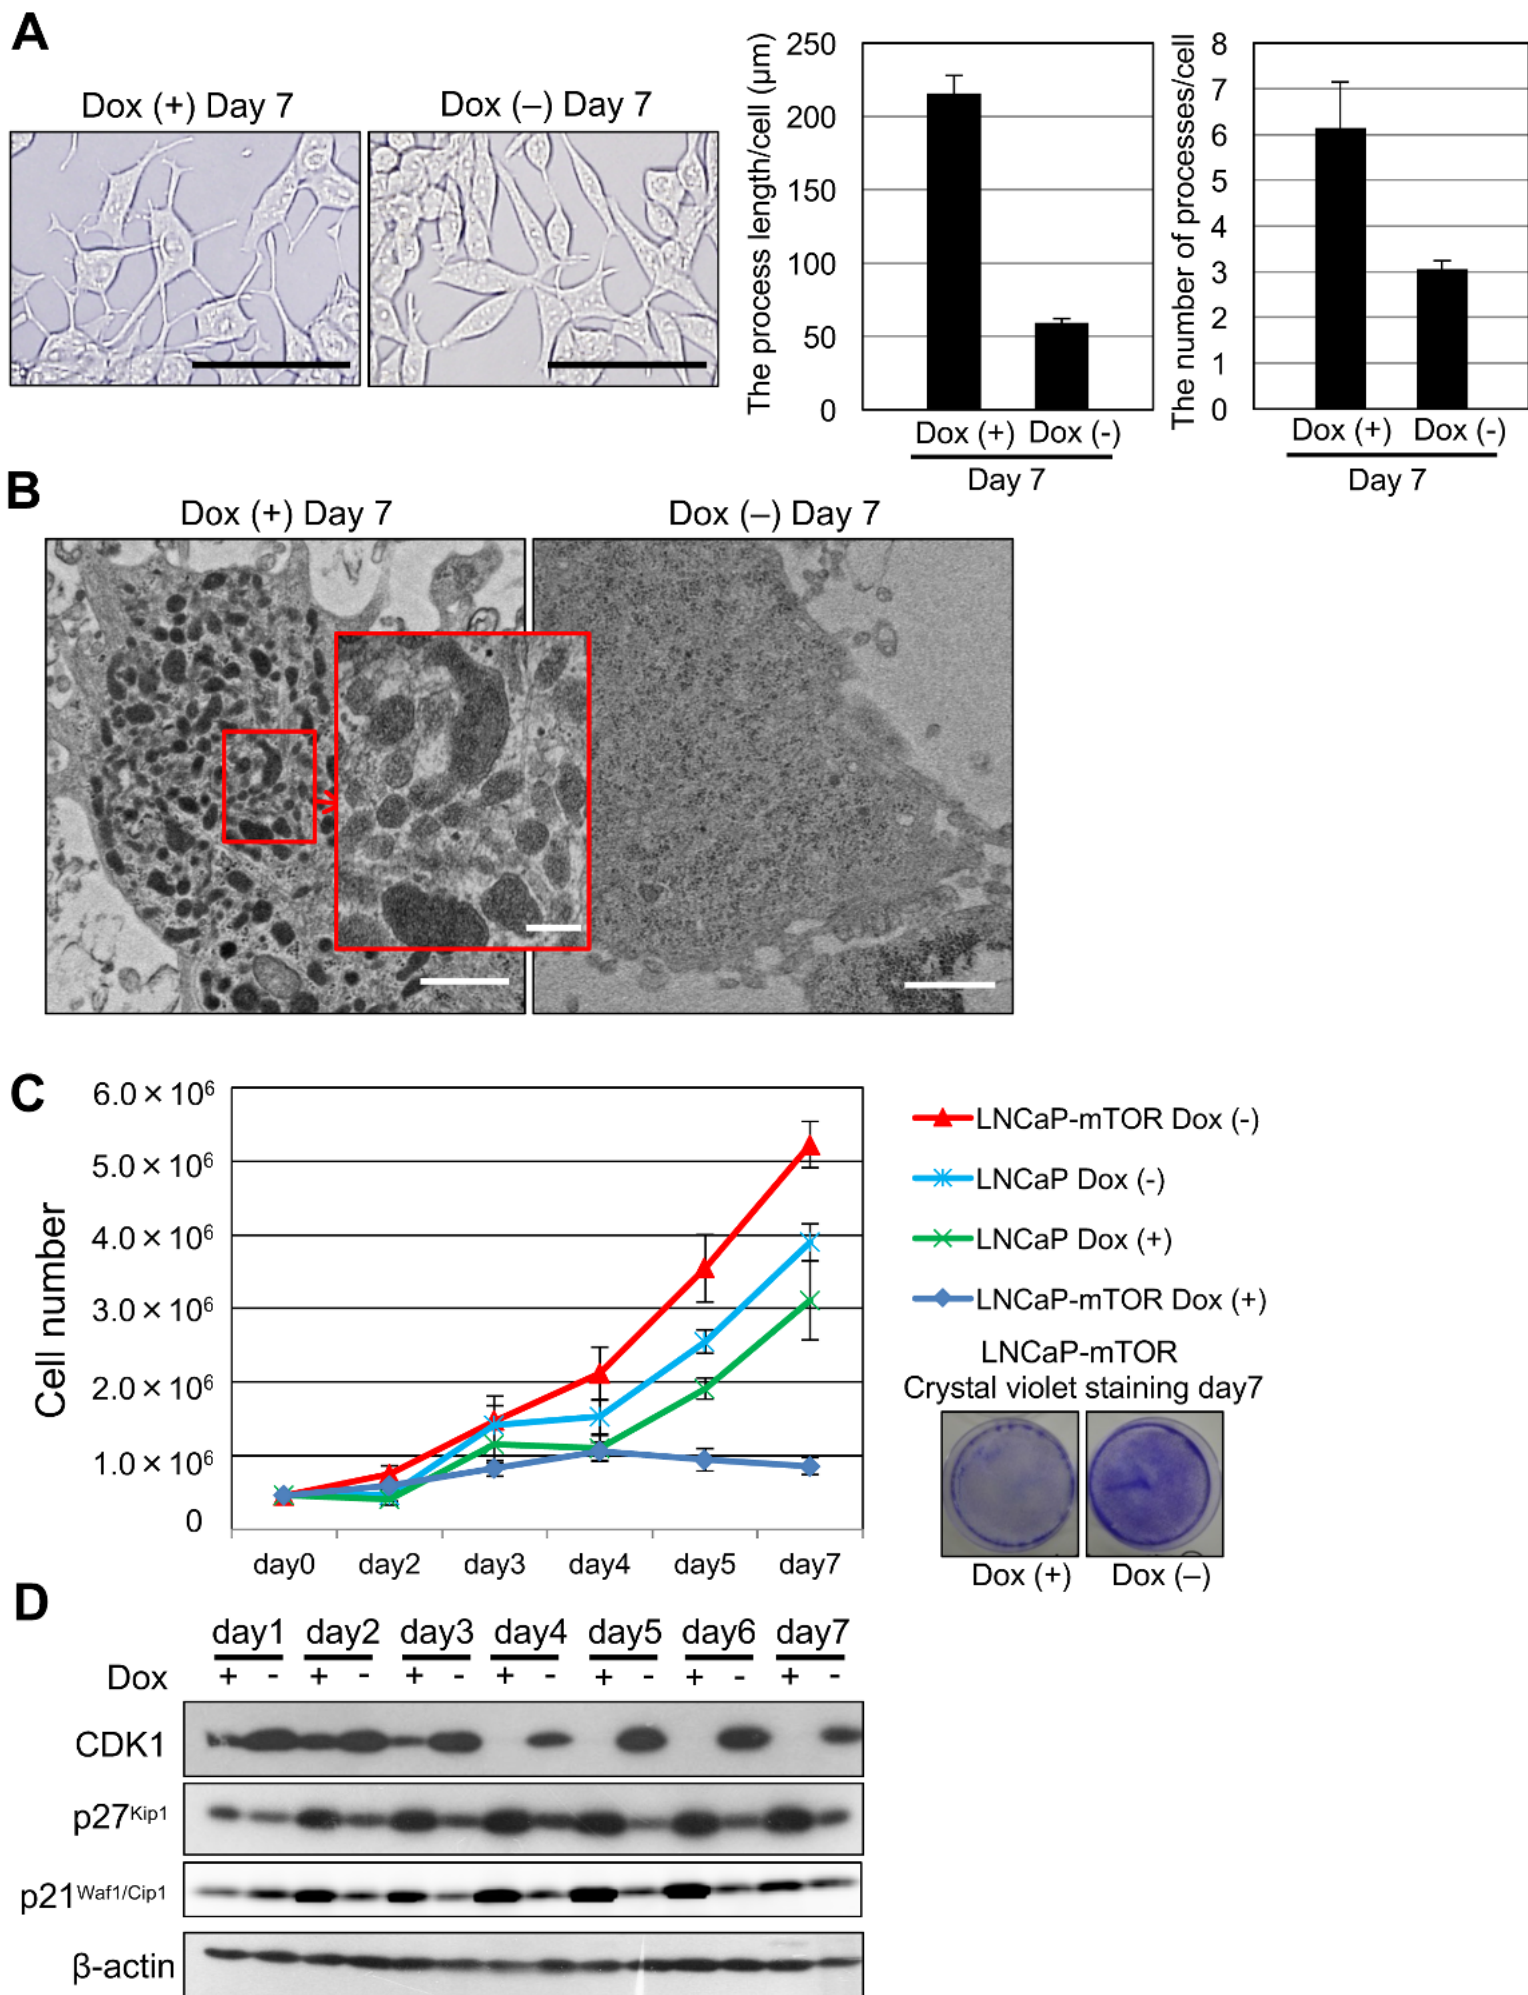 A
Dox (+) Day 7
Dox (–) Day 7
The process length/cell (µm)
250
200
150
100
50
0
Dox (+) Dox (-)
Day 7
The number of processes/cell
8
7
6
5
4
3
2
1
0
Dox (+) Dox (-)
Day 7
B
Dox (+) Day 7
Dox (–) Day 7
C
Cell number
6.0 × 10⁶
5.0 × 10⁶
4.0 × 10⁶
3.0 × 10⁶
2.0 × 10⁶
1.0 × 10⁶
0
day0 day2 day3 day4 day5 day7
LNCaP-mTOR Dox (-)
LNCaP Dox (-)
LNCaP Dox (+)
LNCaP-mTOR Dox (+)
LNCaP-mTOR
Crystal violet staining day7
Dox (+) Dox (–)
D
day1 day2 day3 day4 day5 day6 day7
Dox + - + - + - + - + - + - + -
CDK1
p27Kip1
p21Waf1/Cip1
β-actin